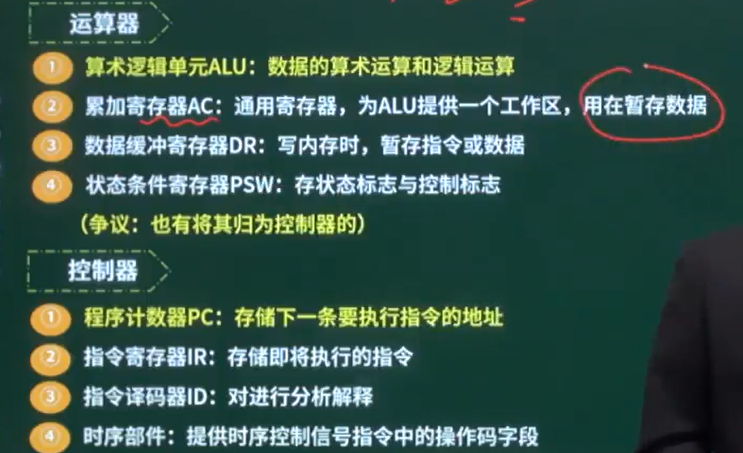 运算器
① 算术逻辑单元ALU：数据的算术运算和逻辑运算
② 累加寄存器AC：通用寄存器，为ALU提供一个工作区，用在暂存数据
③ 数据缓冲寄存器DR：写内存时，暂存指令或数据
④ 状态条件寄存器PSW：存状态标志与控制标志
（争议：也有将其归为控制器的）
控制器
① 程序计数器PC：存储下一条要执行指令的地址
② 指令寄存器IR：存储即将执行的指令
③ 指令译码器ID：对进行分析解释
④ 时序部件：提供时序控制信号指令中的操作码字段